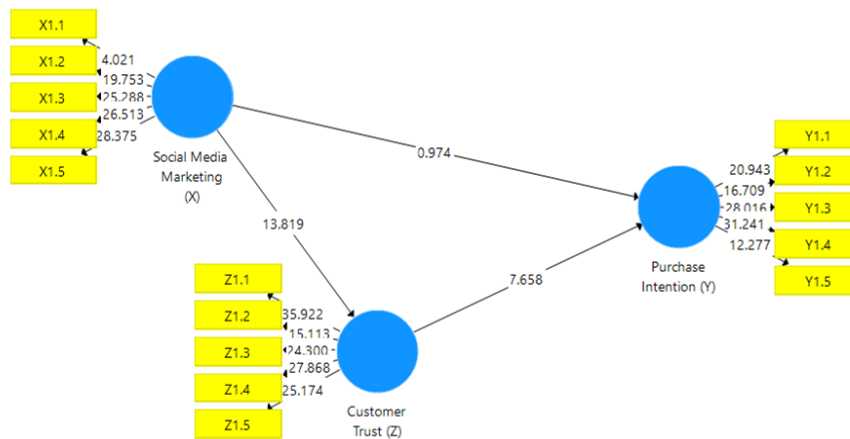 X1.1
X1.2
X1.3
X1.4
X1.5
4.021
19.753
25.288
26.513
28.375
Social Media
Marketing
(X)
0.974
13.819
7.658
Y1.1
Y1.2
Y1.3
Y1.4
Y1.5
20.943
16.709
28.016
31.241
12.277
Purchase
Intention (Y)
Z1.1
Z1.2
Z1.3
Z1.4
Z1.5
35.922
15.113
24.300
27.868
25.174
Customer
Trust (Z)